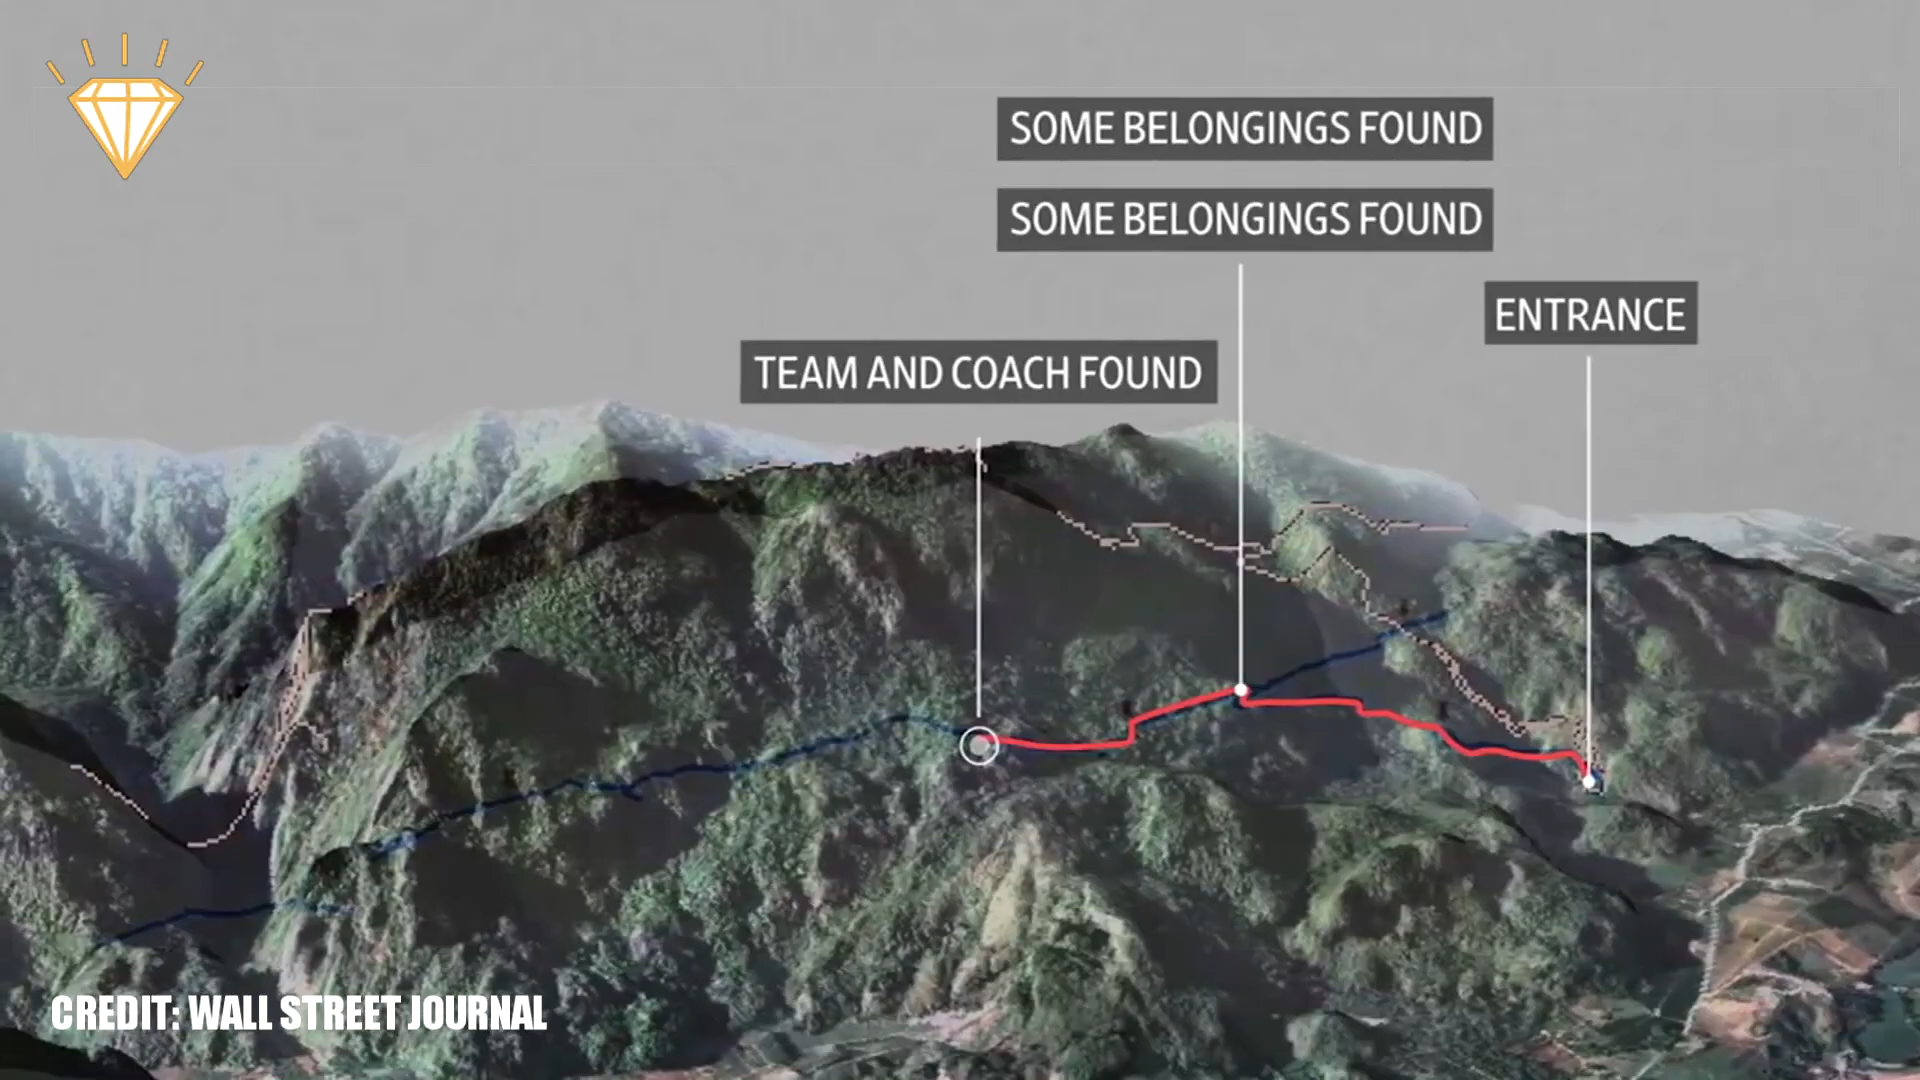 SOME BELONGINGS FOUND
SOME BELONGINGS FOUND
ENTRANCE
TEAM AND COACH FOUND
CREDIT: WALL STREET JOURNAL